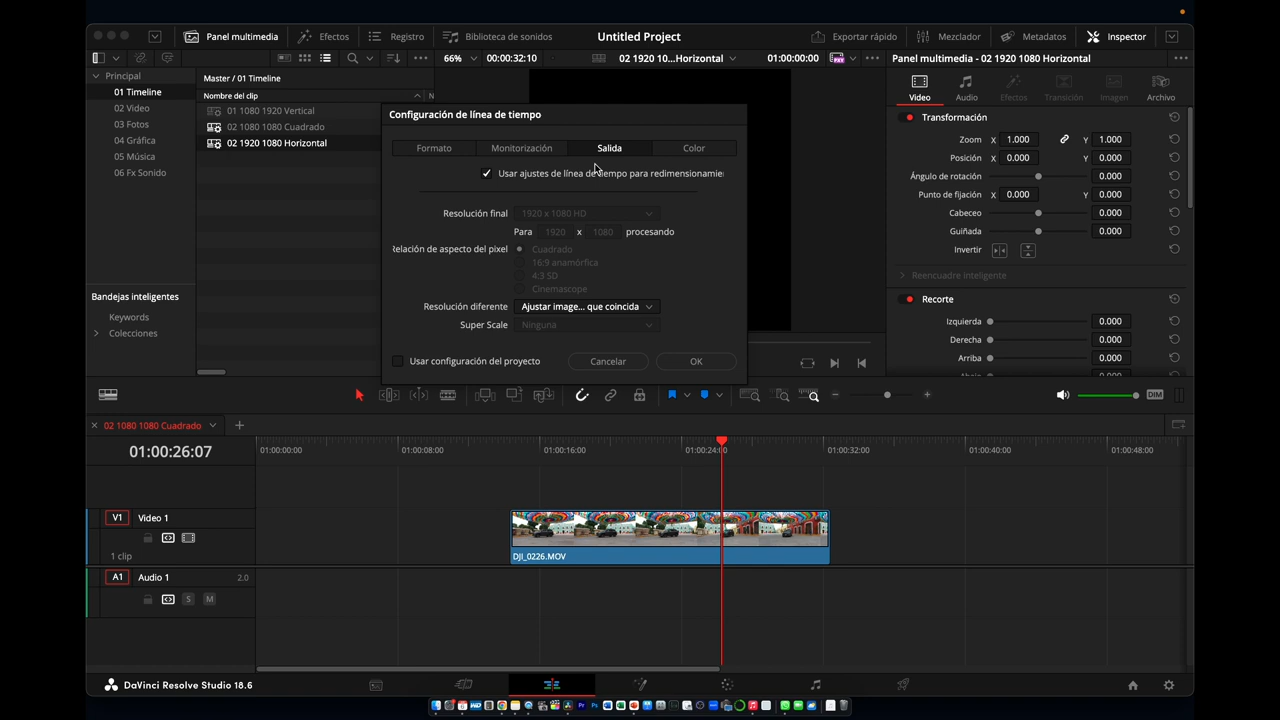 Panel multimedia
Efectos
Registro
Biblioteca de sonidos
Untitled Project
Exportar rápido
Mezclador
Metadatos
Inspector
66%
00:00:32:10
02 1920 10...Horizontal
01:00:00:00
Panel multimedia - 02 1920 1080 Horizontal
Principal
01 Timeline
02 Video
03 Fotos
04 Gráfica
05 Música
06 Fx Sonido
Master / 01 Timeline
Nombre del clip
N
01 1080 1920 Vertical
02 1080 1080 Cuadrado
02 1920 1080 Horizontal
Bandejas inteligentes
Keywords
Colecciones
Configuración de línea de tiempo
Formato
Monitorización
Salida
Color
Usar ajustes de línea de tiempo para redimensionamie
Resolución final
1920 x 1080 HD
Para
1920
x
1080
procesando
Relación de aspecto del pixel
Cuadrado
16:9 anamórfica
4:3 SD
Cinemascope
Resolución diferente
Ajustar image... que coincida
Super Scale
Ninguna
Usar configuración del proyecto
Cancelar
OK
Video
Audio
Efectos
Transición
Imagen
Archivo
Transformación
Zoom
X 1.000
Y 1.000
Posición
X 0.000
Y 0.000
Ángulo de rotación
0.000
Punto de fijación
X 0.000
Y 0.000
Cabeceo
0.000
Guiñada
0.000
Invertir
Reencuadre Inteligente
Recorte
Izquierda
0.000
Derecha
0.000
Arriba
0.000
DIM
02 1080 1080 Cuadrado
01:00:26:07
01:00:00:00
01:00:08:00
01:00:16:00
01:00:24:00
01:00:32:00
01:00:40:00
01:00:48:00
V1
Video 1
1 clip
DJI_0226.MOV
A1
Audio 1
2.0
S
M
DaVinci Resolve Studio 18.6